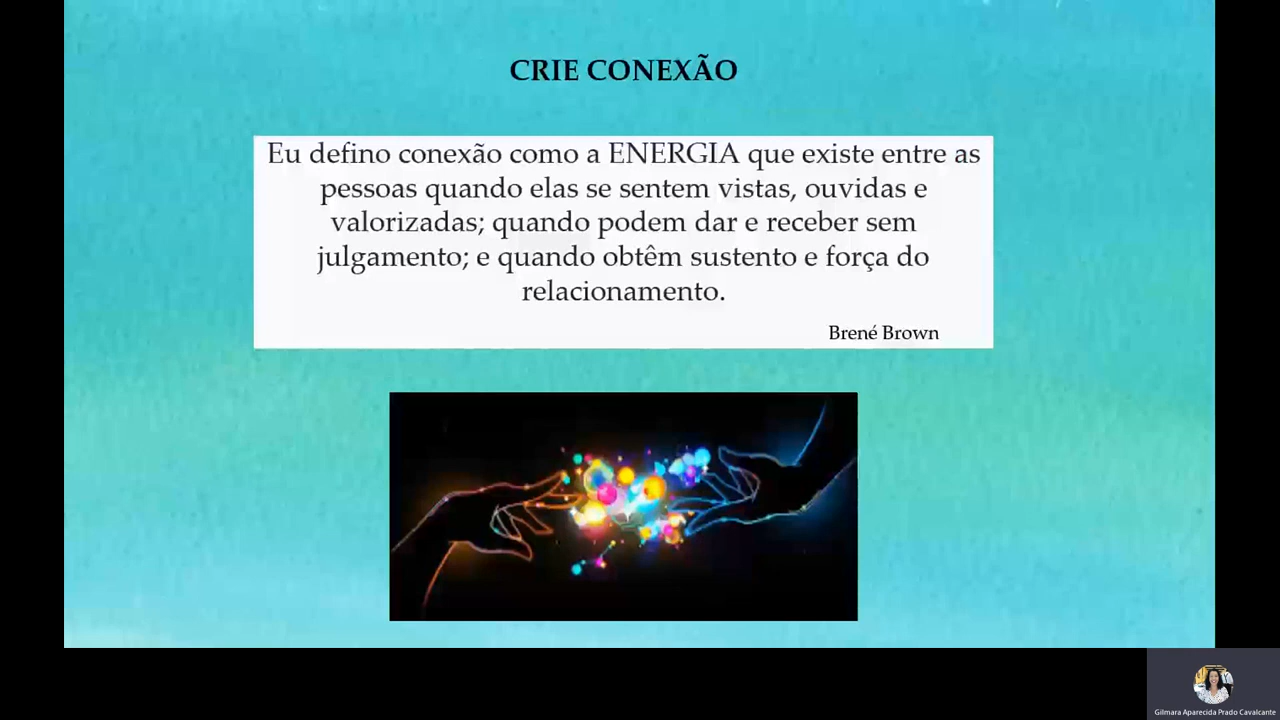 CRIE CONEXÃO
Eu defino conexão como a ENERGIA que existe entre as
pessoas quando elas se sentem vistas, ouvidas e
valorizadas; quando podem dar e receber sem
julgamento; e quando obtêm sustento e força do
relacionamento.
Brené Brown
Gilmara Aparecida Prado Cavalcante